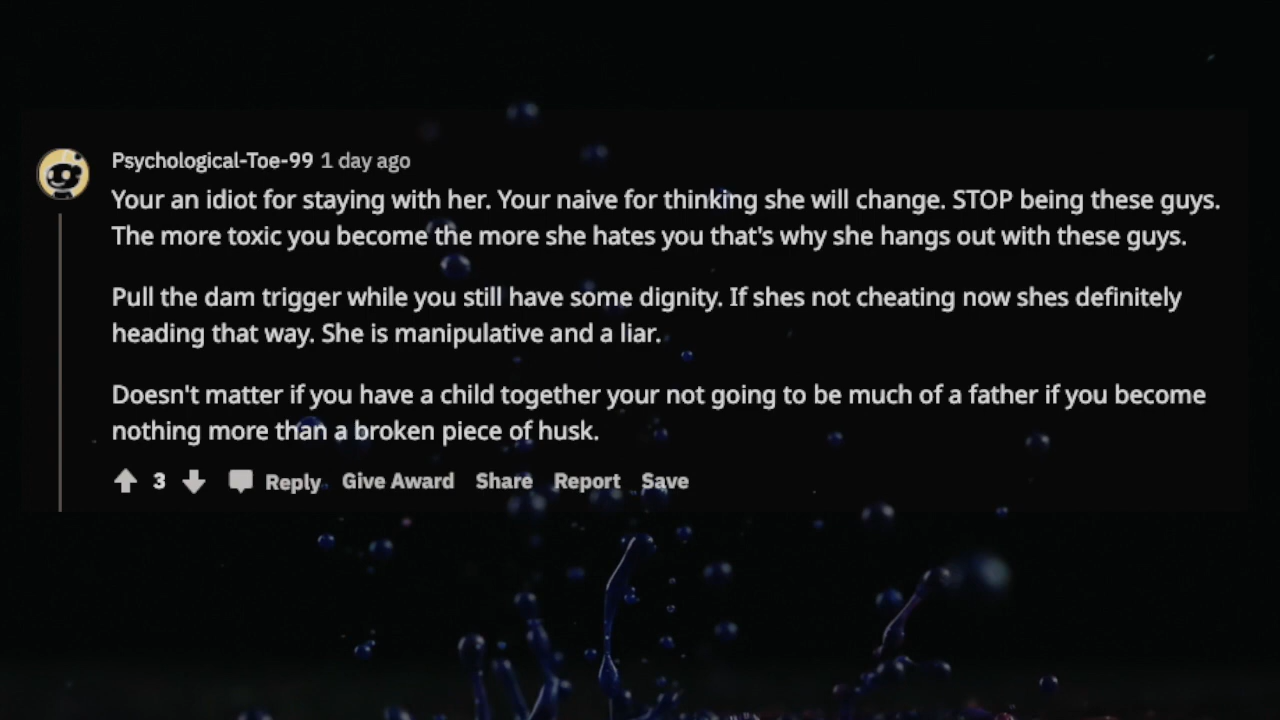 Psychological-Toe-99 1 day ago
Your an idiot for staying with her. Your naive for thinking she will change. STOP being these guys.
The more toxic you become the more she hates you that's why she hangs out with these guys.
Pull the dam trigger while you still have some dignity. If shes not cheating now shes definitely
heading that way. She is manipulative and a liar.
Doesn't matter if you have a child together your not going to be much of a father if you become
nothing more than a broken piece of husk.
3 Reply Give Award Share Report Save